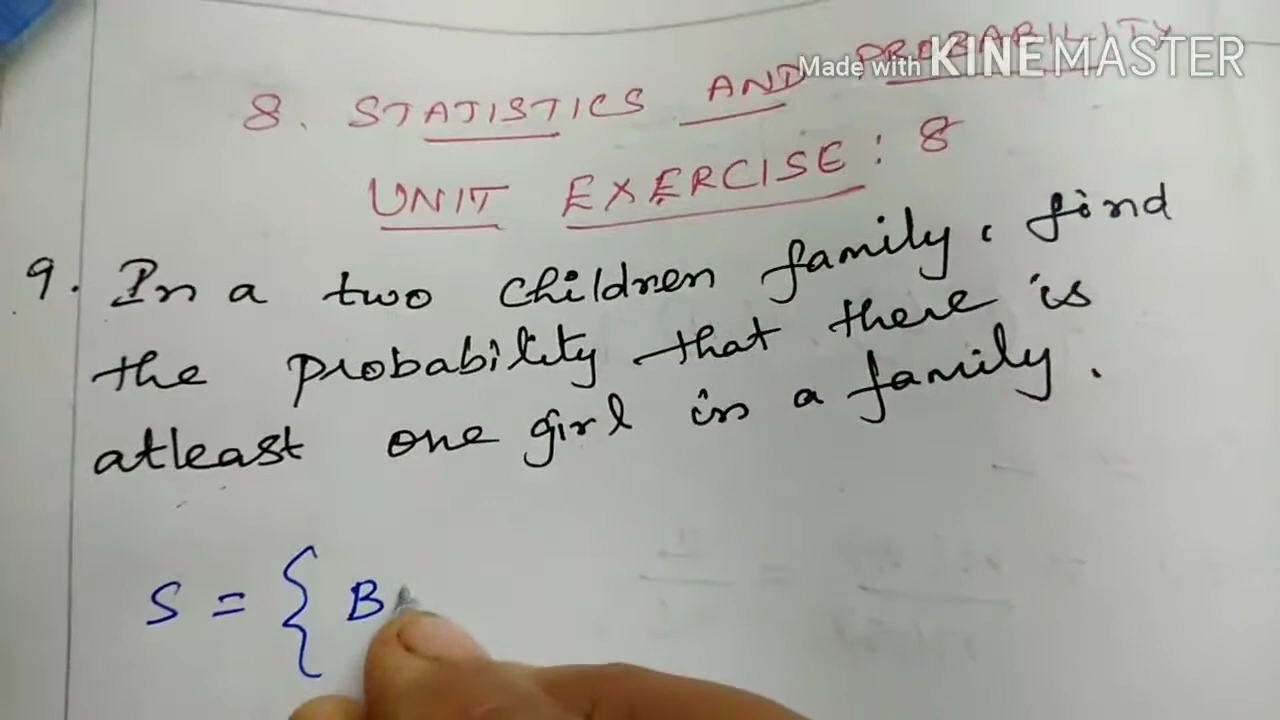 Made with KINEMASTER
8. STATISTICS AND PROBABILITY
UNIT EXERCISE: 8
9. In a two children family, find
the probability that there is
atleast one girl in a family.
S = { B